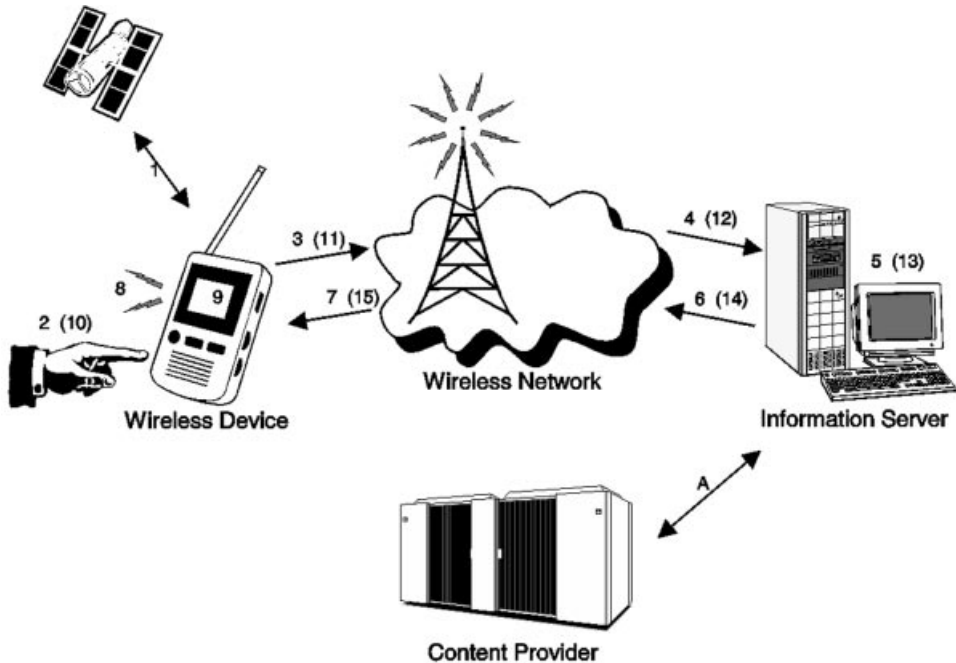 1
3 (11)
4 (12)
5 (13)
8
9
7 (15)
6 (14)
2 (10)
Wireless Network
Wireless Device
Information Server
A
Content Provider